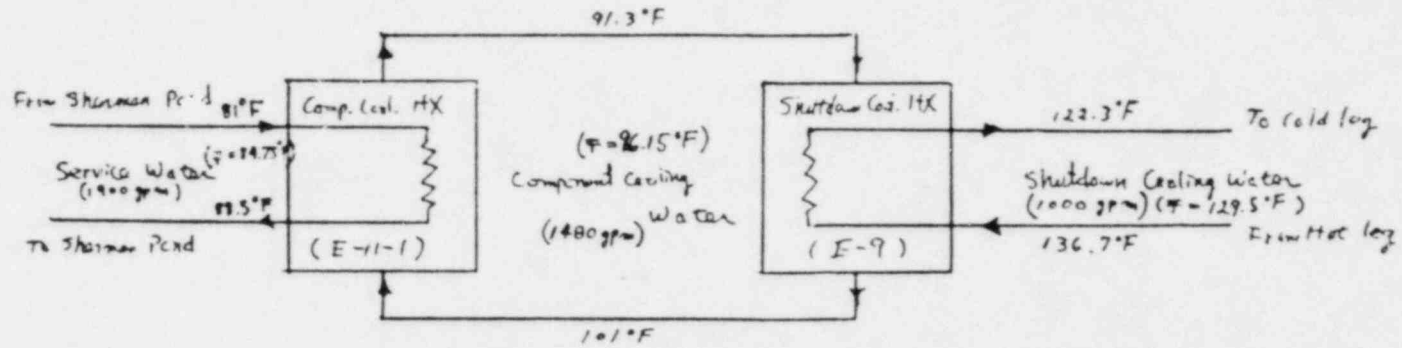 91.3°F
From Sherman Pond 81°F
Comp. Cool. HX
Shutdown Cool. HX
122.3°F
To Cold leg
(T̄ = 84.75°F)
(T̄ = 96.15°F)
Service Water
(1900 gpm)
Component Cooling
Water
(1480 gpm)
Shutdown Cooling Water
(1000 gpm) (T̄ = 129.5°F)
88.5°F
To Sherman Pond
(E-11-1)
(E-9)
136.7°F
From Hot leg
101°F